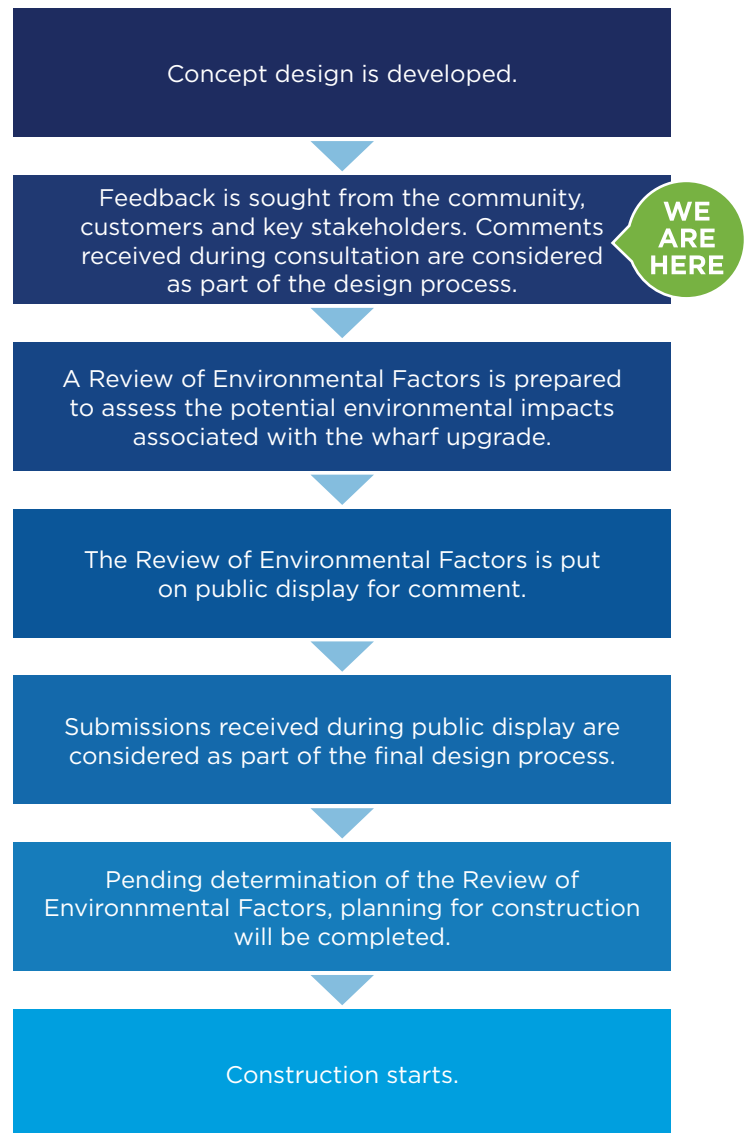 Concept design is developed.
Feedback is sought from the community,
customers and key stakeholders. Comments
received during consultation are considered
as part of the design process.
WE
ARE
HERE
A Review of Environmental Factors is prepared
to assess the potential environmental impacts
associated with the wharf upgrade.
The Review of Environmental Factors is put
on public display for comment.
Submissions received during public display are
considered as part of the final design process.
Pending determination of the Review of
Environnmental Factors, planning for construction
will be completed.
Construction starts.